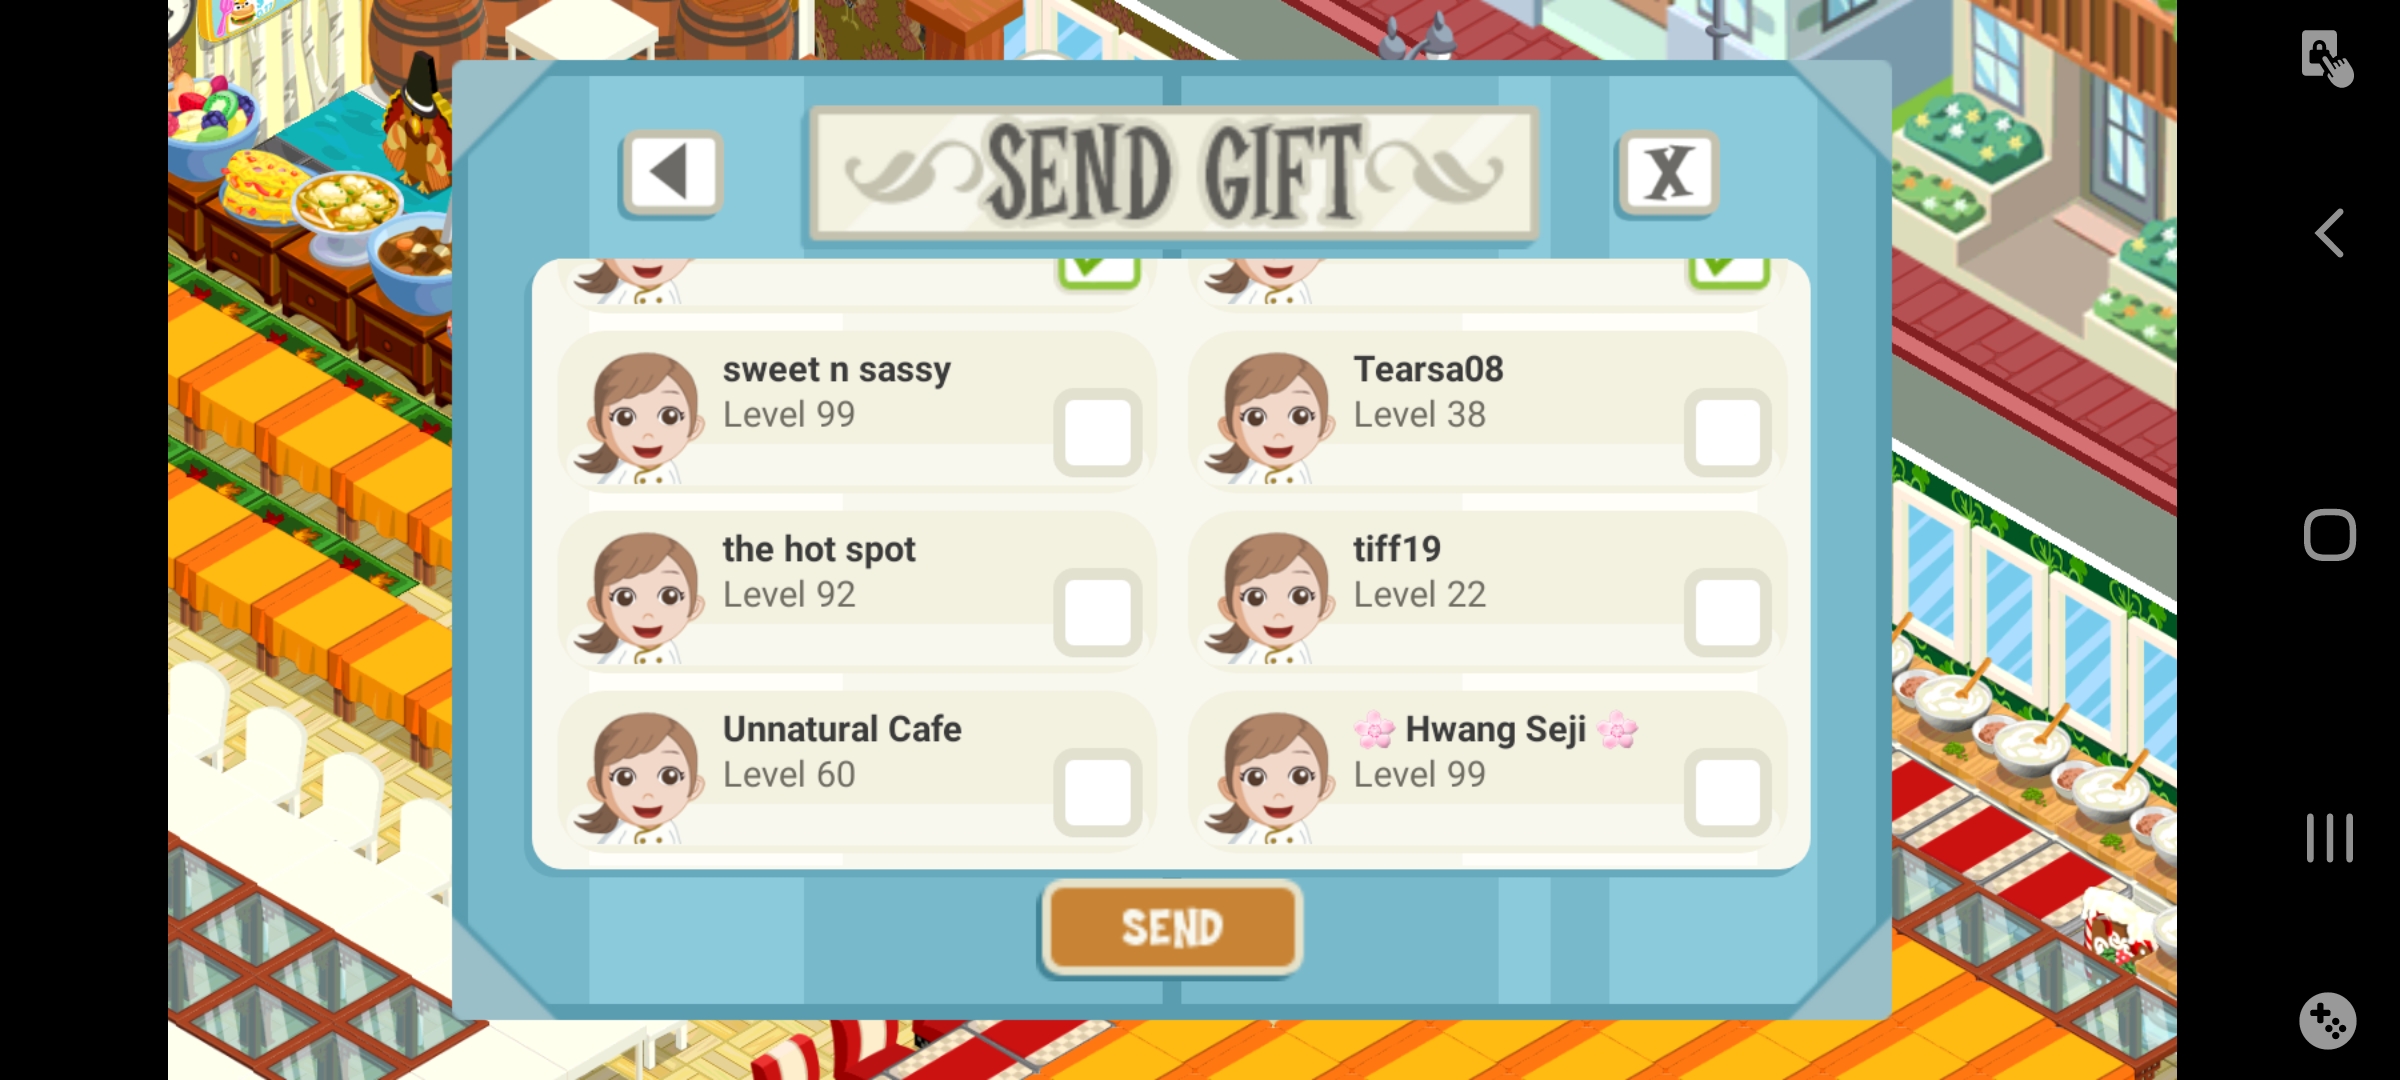 SEND GIFT
X
sweet n sassy
Level 99
Tearsa08
Level 38
the hot spot
Level 92
tiff19
Level 22
Unnatural Cafe
Level 60
🌸 Hwang Seji 🌸
Level 99
SEND